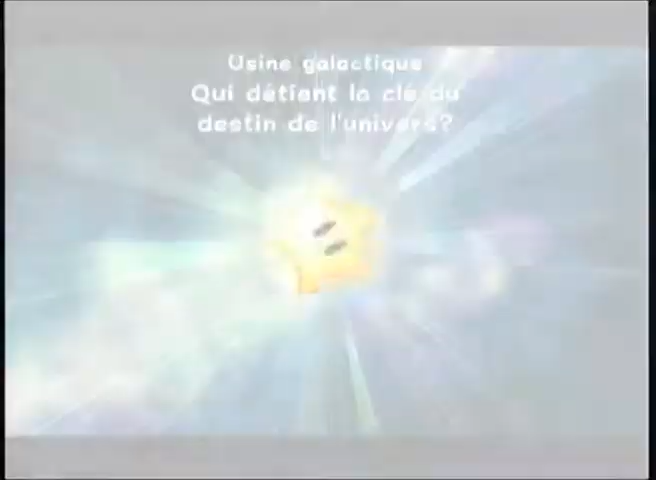 Usine galactique
Qui détient la clé du
destin de l'univers?